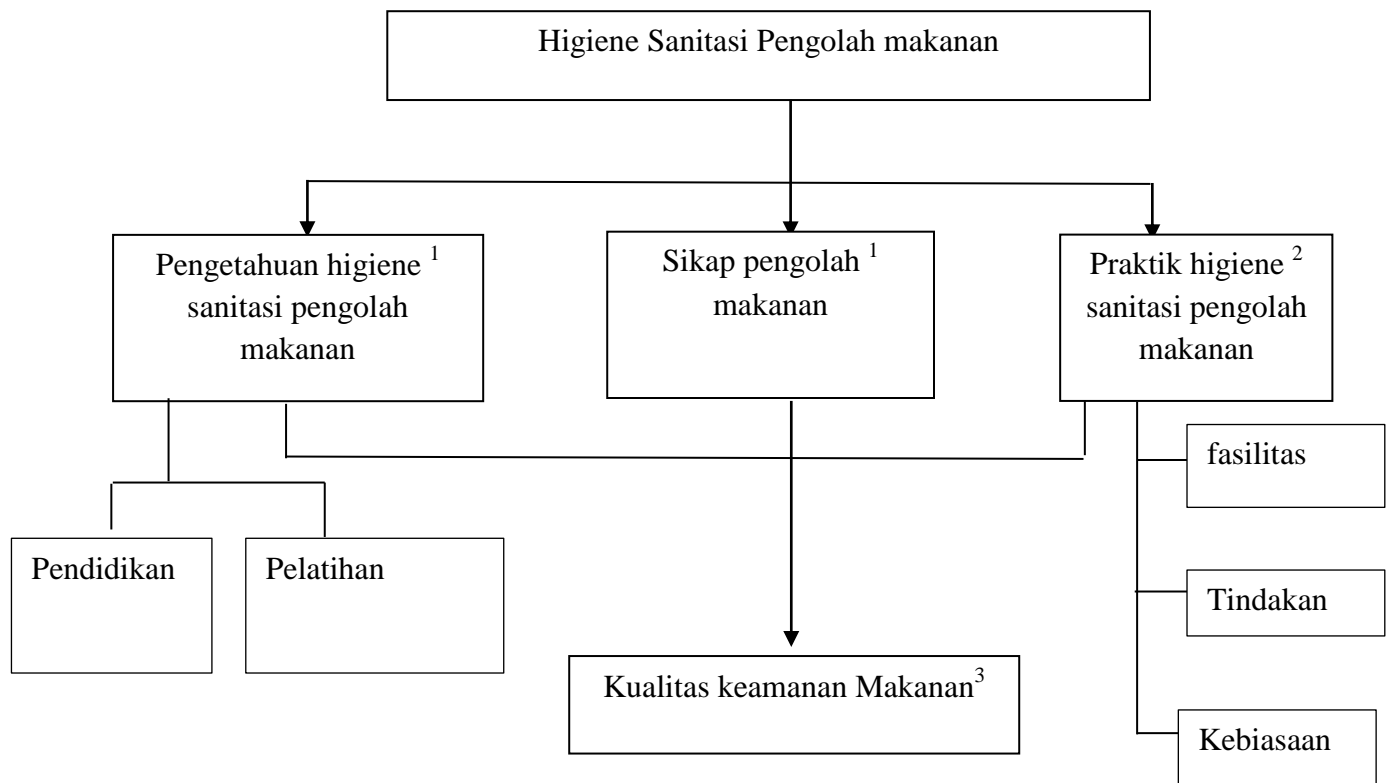 Higiene Sanitasi Pengolah makanan
Pengetahuan higiene 1
sanitasi pengolah
makanan
Sikap pengolah 1
makanan
Praktik higiene 2
sanitasi pengolah
makanan
fasilitas
Pendidikan
Pelatihan
Tindakan
Kualitas keamanan Makanan3
Kebiasaan